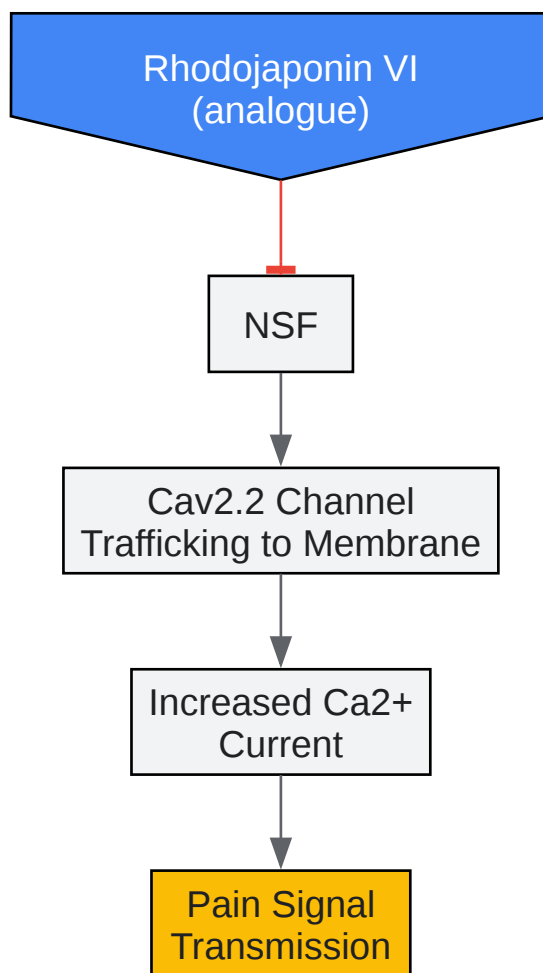 Rhodojaponin VI
(analogue)
NSF
Cav2.2 Channel
Trafficking to Membrane
Increased Ca2+
Current
Pain Signal
Transmission